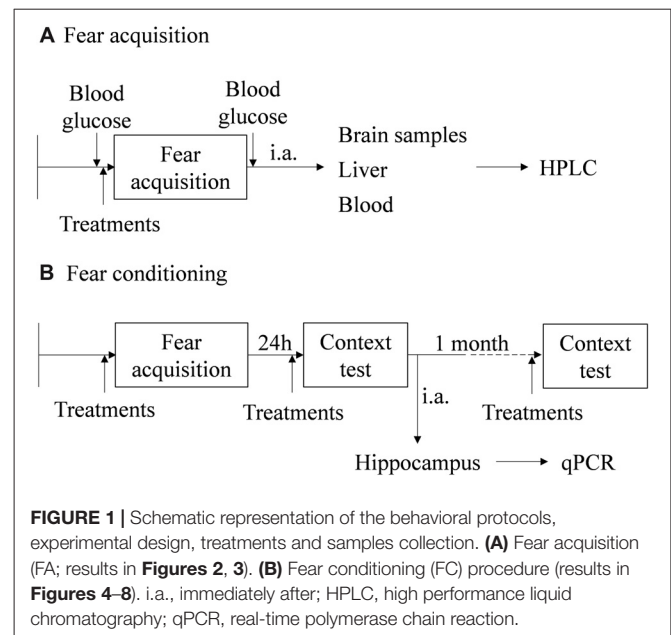 A Fear acquisition
Blood
glucose
Blood
glucose
Fear
acquisition
i.a.
Brain samples
Liver
Blood
HPLC
Treatments
B Fear conditioning
Fear
acquisition
24h
Context
test
1 month
Context
test
Treatments
Treatments
i.a.
Treatments
Hippocampus
qPCR
FIGURE 1 | Schematic representation of the behavioral protocols,
experimental design, treatments and samples collection. (A) Fear acquisition
(FA; results in Figures 2, 3). (B) Fear conditioning (FC) procedure (results in
Figures 4–8). i.a., immediately after; HPLC, high performance liquid
chromatography; qPCR, real-time polymerase chain reaction.